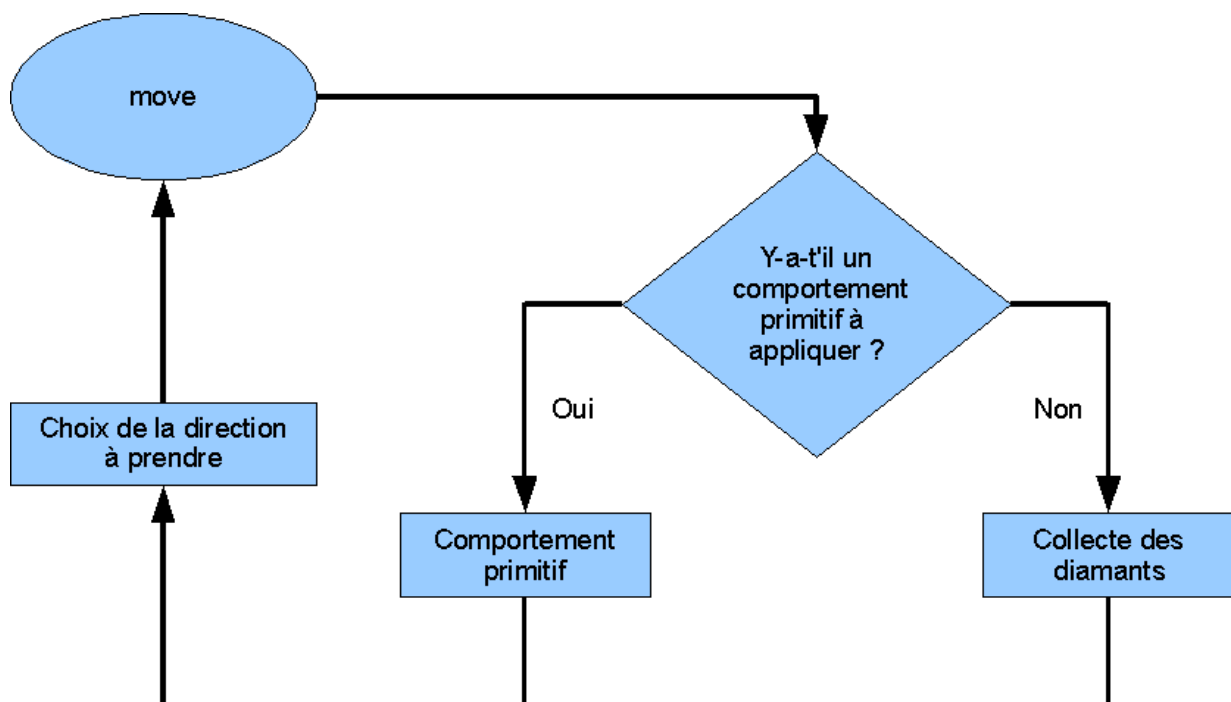 move
Y-a-t'il un
comportement
primitif à
appliquer ?
Oui
Non
Choix de la direction
à prendre
Comportement
primitif
Collecte des
diamants